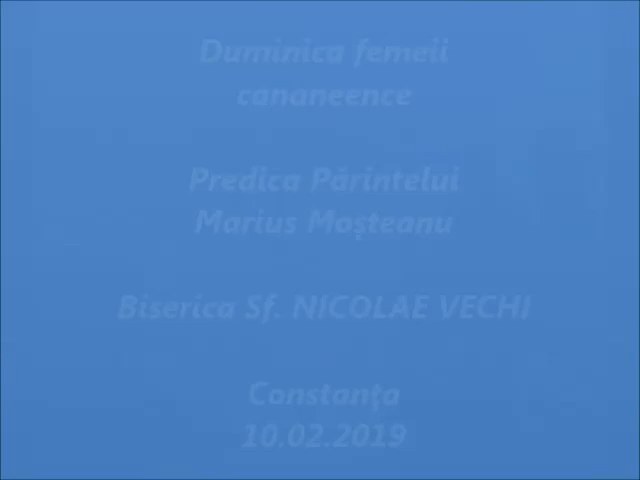 Duminica femeii
cananeence
Predica Părintelui
Marius Moșteanu
Biserica Sf. NICOLAE VECHI
Constanța
10.02.2019